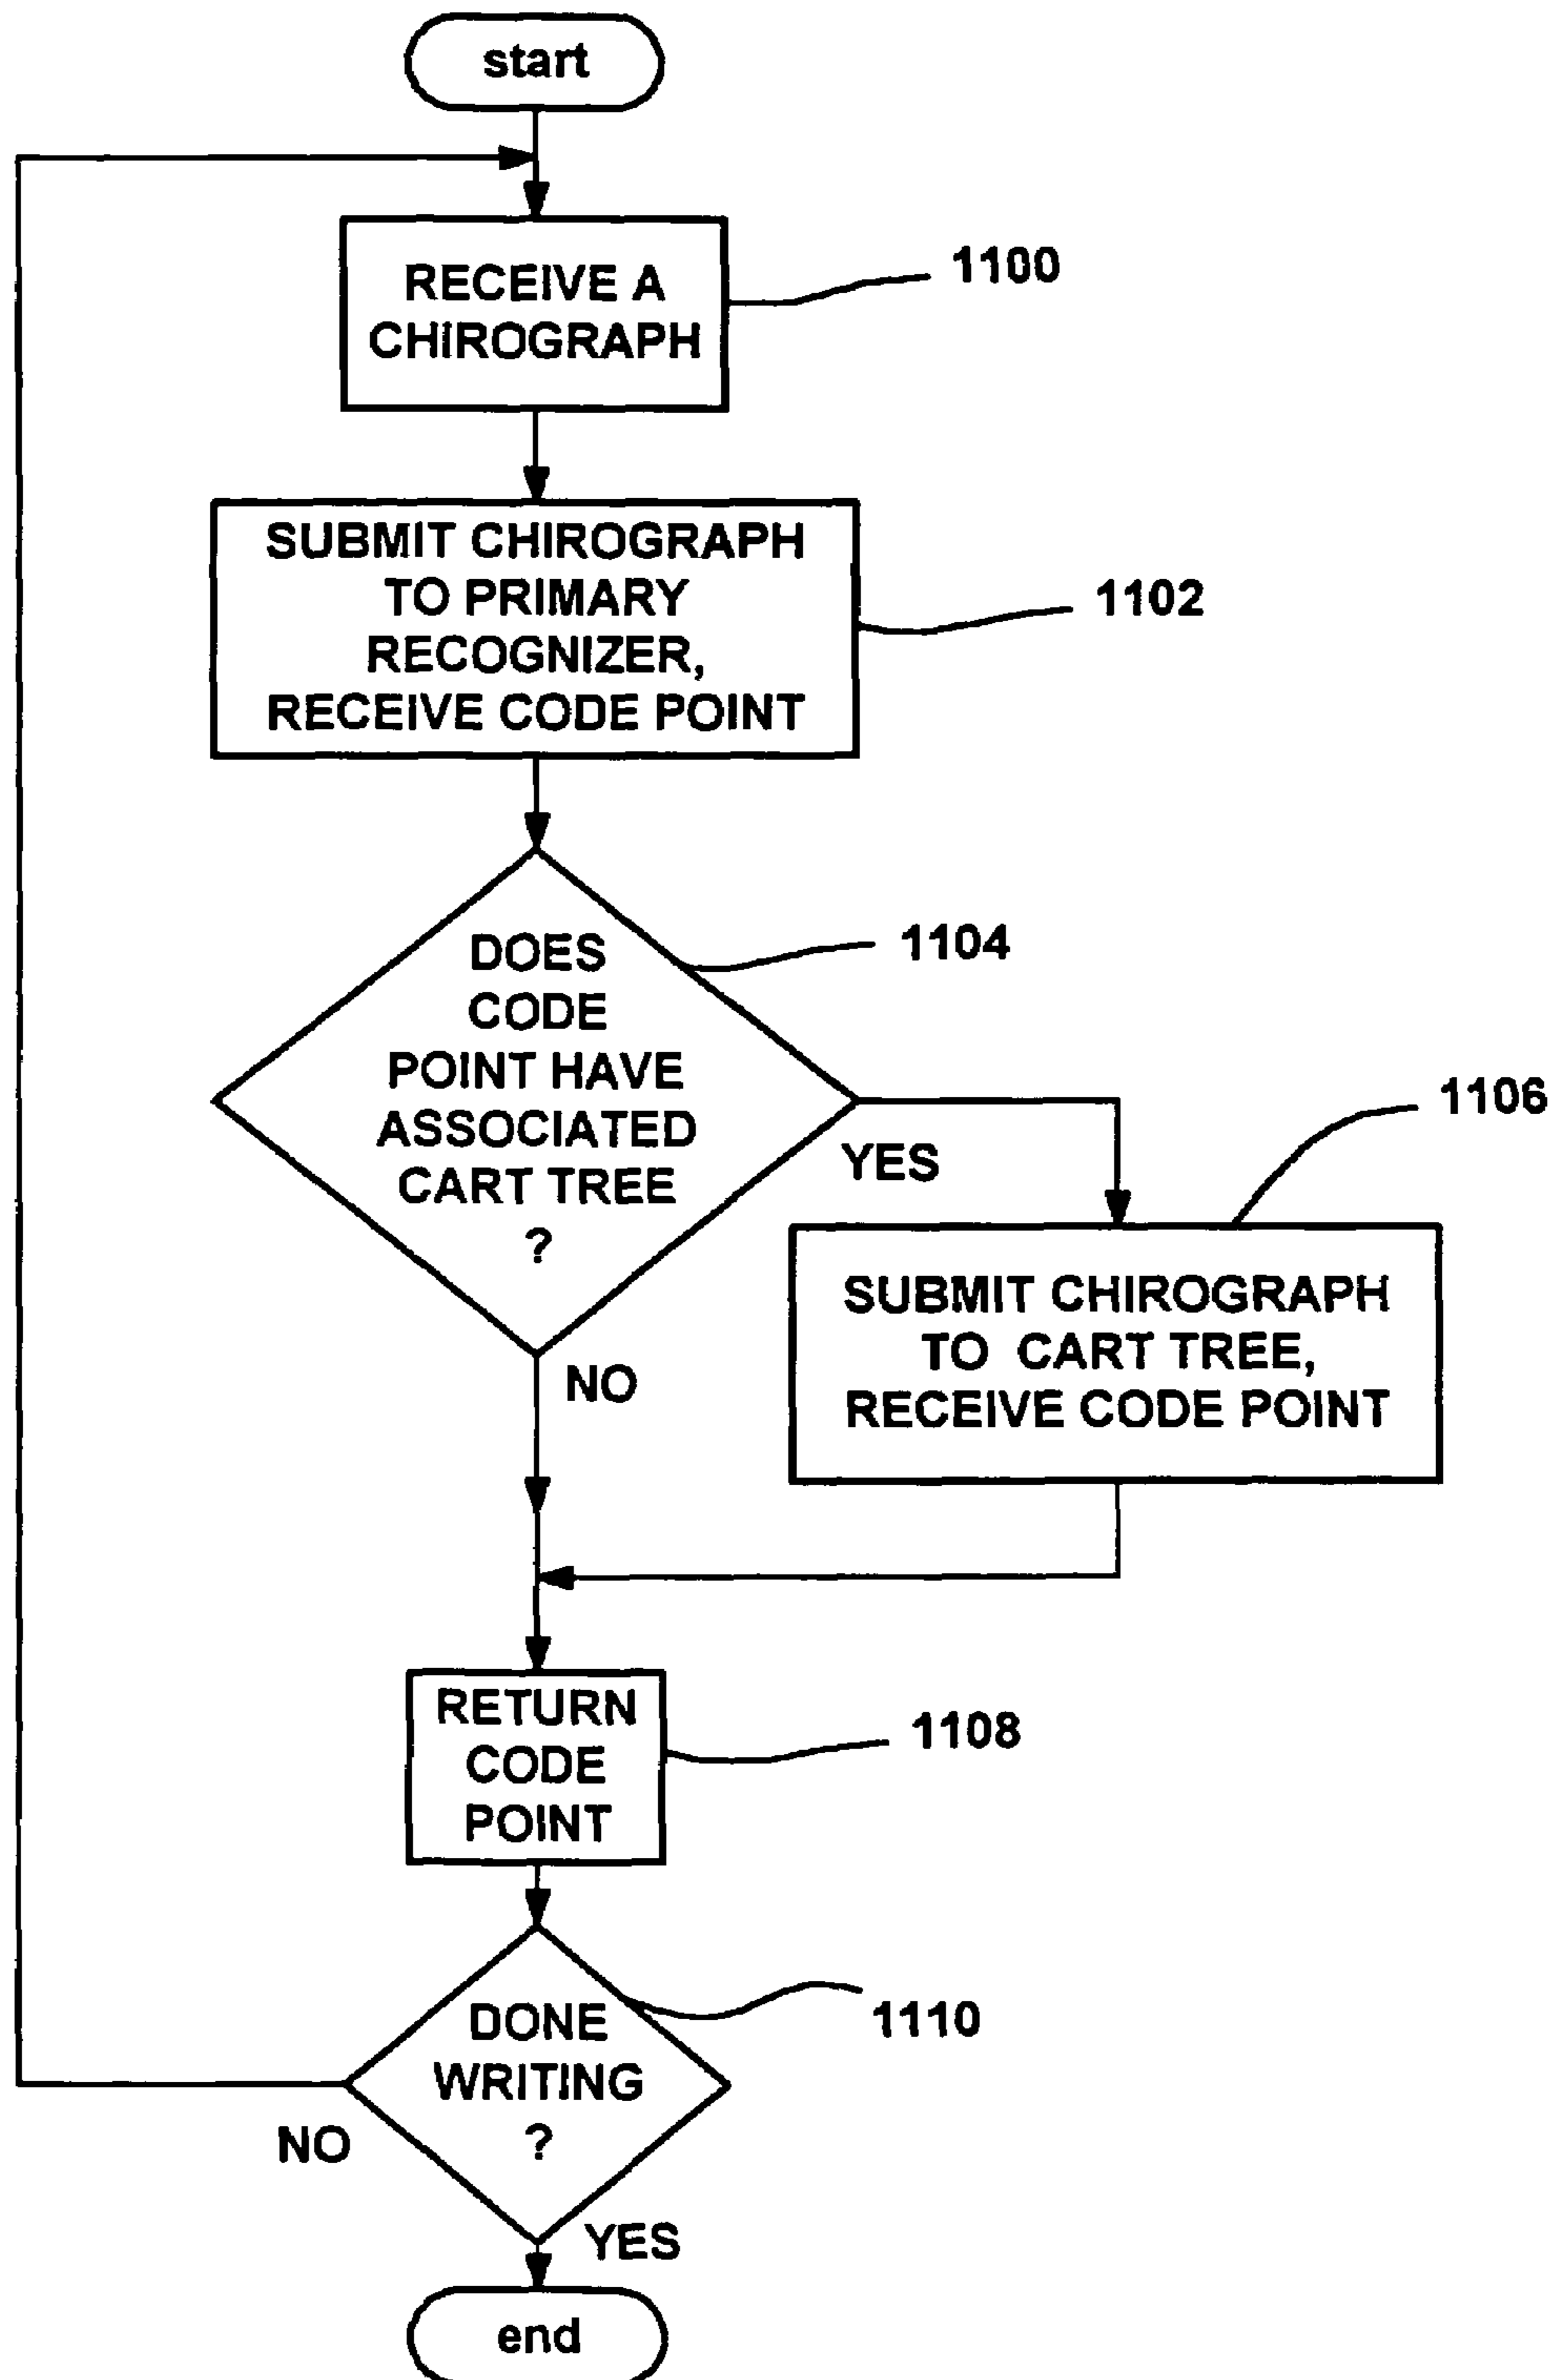 start
RECEIVE A
CHIROGRAPH
1100
SUBMIT CHIROGRAPH
TO PRIMARY
RECOGNIZER,
RECEIVE CODE POINT
1102
DOES
CODE
POINT HAVE
ASSOCIATED
CART TREE
?
1104
YES
1106
SUBMIT CHIROGRAPH
TO CART TREE,
RECEIVE CODE POINT
NO
RETURN
CODE
POINT
1108
DONE
WRITING
?
1110
NO
YES
end